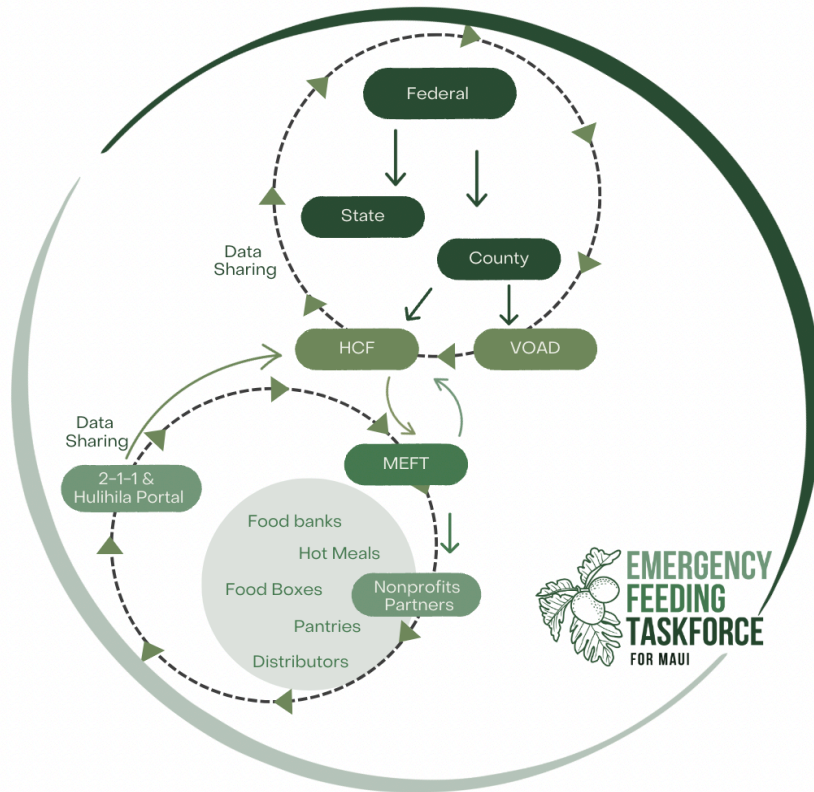 Federal
State
County
Data
Sharing
HCF
VOAD
Data
Sharing
MEFT
2-1-1 &
Hulihila Portal
Food banks
Hot Meals
Food Boxes
Nonprofits
Partners
Pantries
Distributors
EMERGENCY
FEEDING
TASKFORCE
FOR MAUI